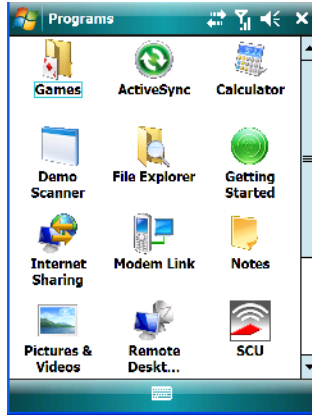 Programs
Games ActiveSync Calculator
Demo Scanner File Explorer Getting Started
Internet Sharing Modem Link Notes
Pictures & Videos Remote Deskt... SCU